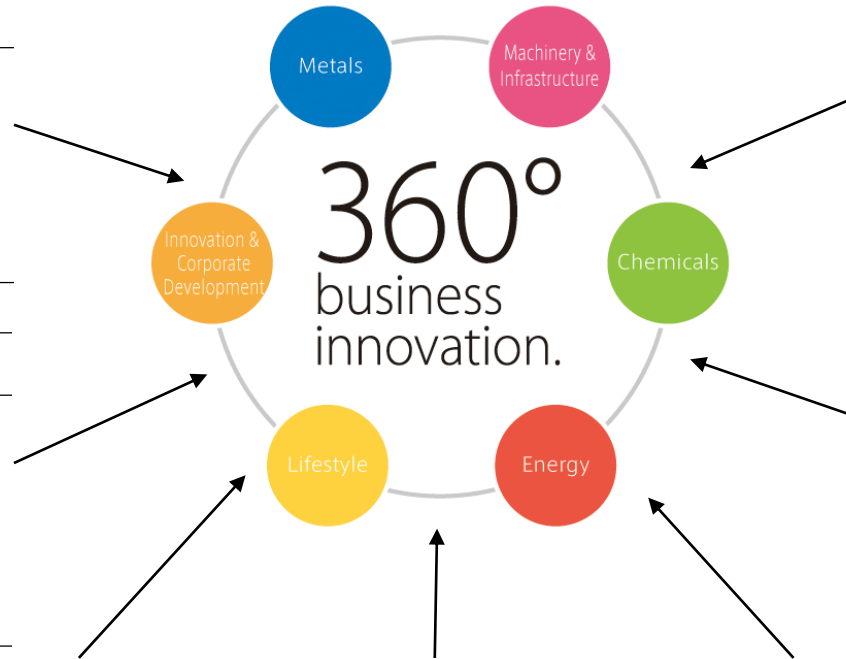 Metals
Machinery &
Infrastructure
360°
business
innovation.
Innovation &
Corporate
Development
Chemicals
Lifestyle
Energy